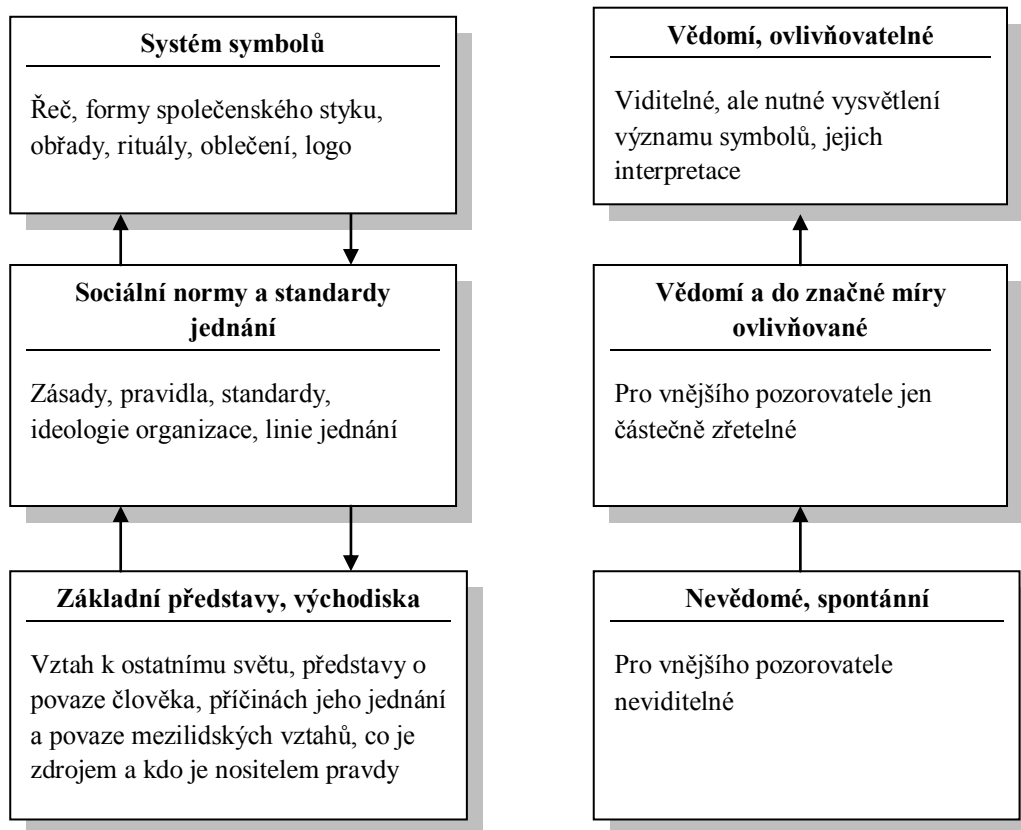 Systém symbolů
Řeč, formy společenského styku,
obřady, rituály, oblečení, logo
Vědomí, ovlivňovatelné
Viditelné, ale nutné vysvětlení
významu symbolů, jejich
interpretace
Sociální normy a standardy
jednání
Zásady, pravidla, standardy,
ideologie organizace, linie jednání
Vědomí a do značné míry
ovlivňované
Pro vnějšího pozorovatele jen
částečně zřetelné
Základní představy, východiska
Vztah k ostatnímu světu, představy o
povaze člověka, příčinách jeho jednání
a povaze mezilidských vztahů, co je
zdrojem a kdo je nositelem pravdy
Nevědomé, spontánní
Pro vnějšího pozorovatele
neviditelné